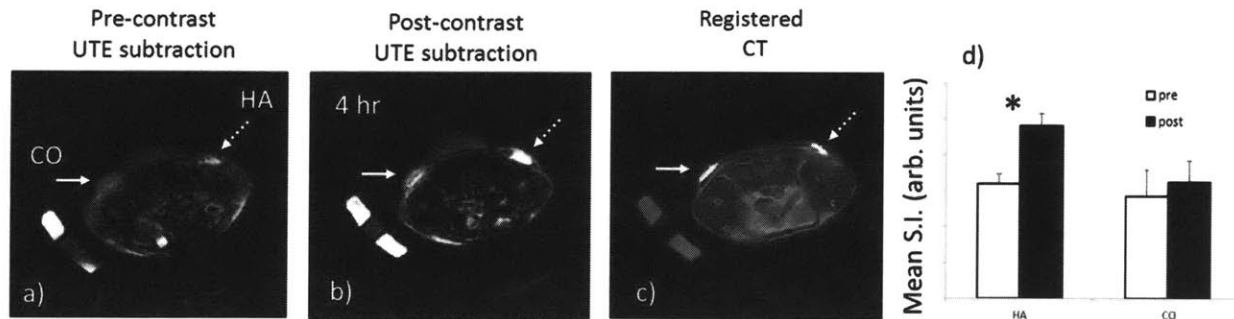 Pre-contrast
UTE subtraction
Post-contrast
UTE subtraction
Registered
CT
HA
CO
a)
4 hr
b)
c)
d)
Mean S.I. (arb. units)
*
pre
post
HA
CO